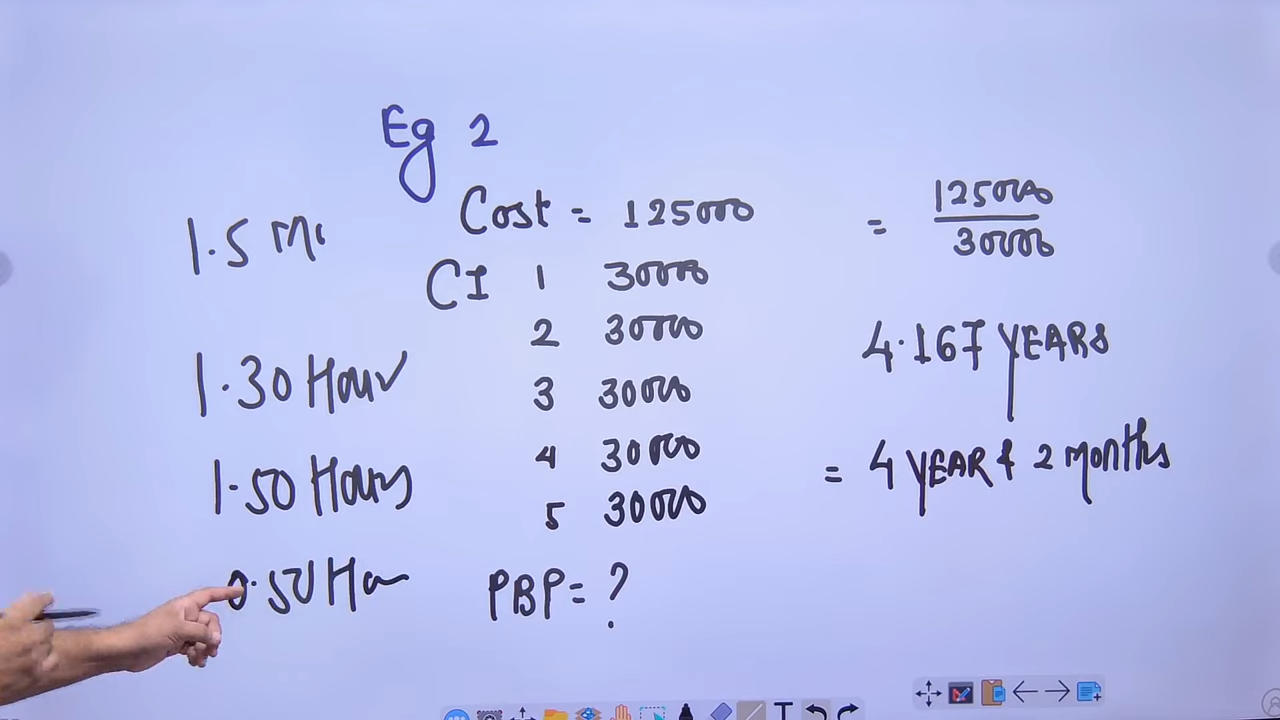 Eg 2
Cost = 125000
CI 1 30000
2 30000
3 30000
4 30000
5 30000
PBP = ?
= 125000
30000
4.167 YEARS
= 4 YEAR & 2 Months
1.5
1.30 Hour
1.50 Hours
0.50